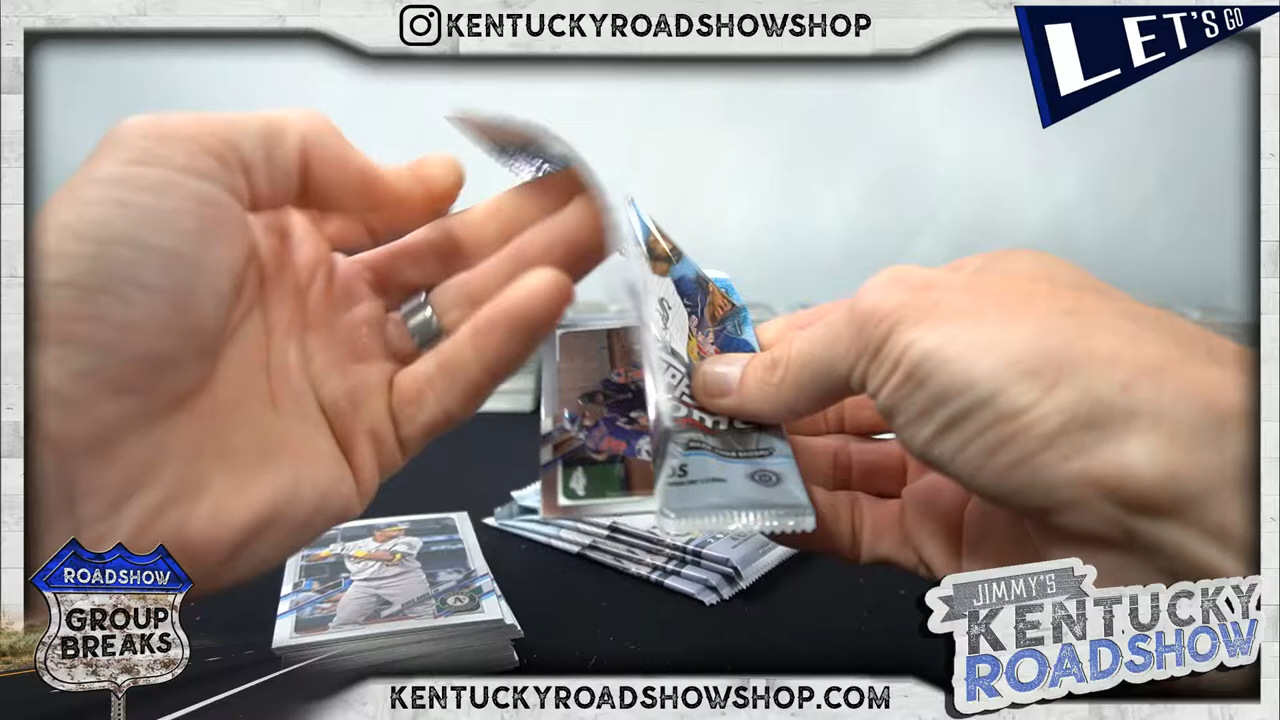 KENTUCKYROADSHOWSHOP
LET'S GO
ROADSHOW
GROUP
BREAKS
JIMMY'S
KENTUCKY
ROADSHOW
KENTUCKYROADSHOWSHOP.COM